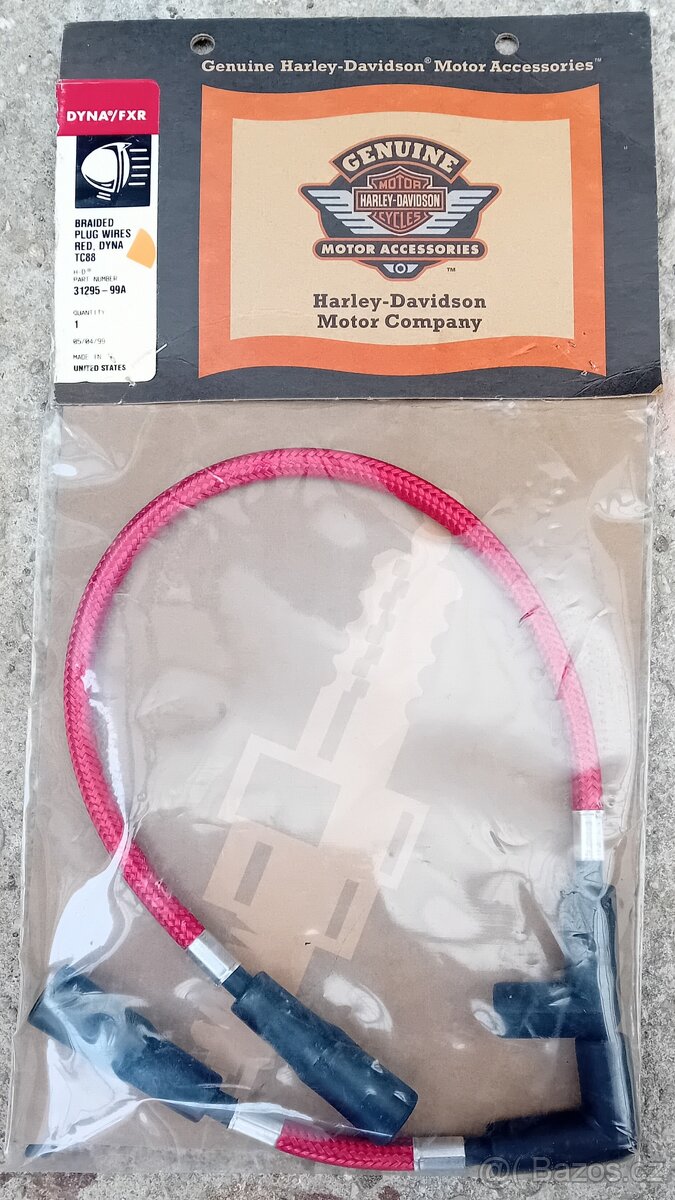 Genuine Harley-Davidson® Motor Accessories™
DYNA®/FXR
BRAIDED
PLUG WIRES
RED, DYNA
TC88
H-D®
PART NUMBER
31295-99A
QUANTITY
1
05/04/99
MADE IN
UNITED STATES
GENUINE
MOTOR
HARLEY-DAVIDSON
CYCLES
MOTOR ACCESSORIES
™
Harley-Davidson
Motor Company
@( Bazos.cz